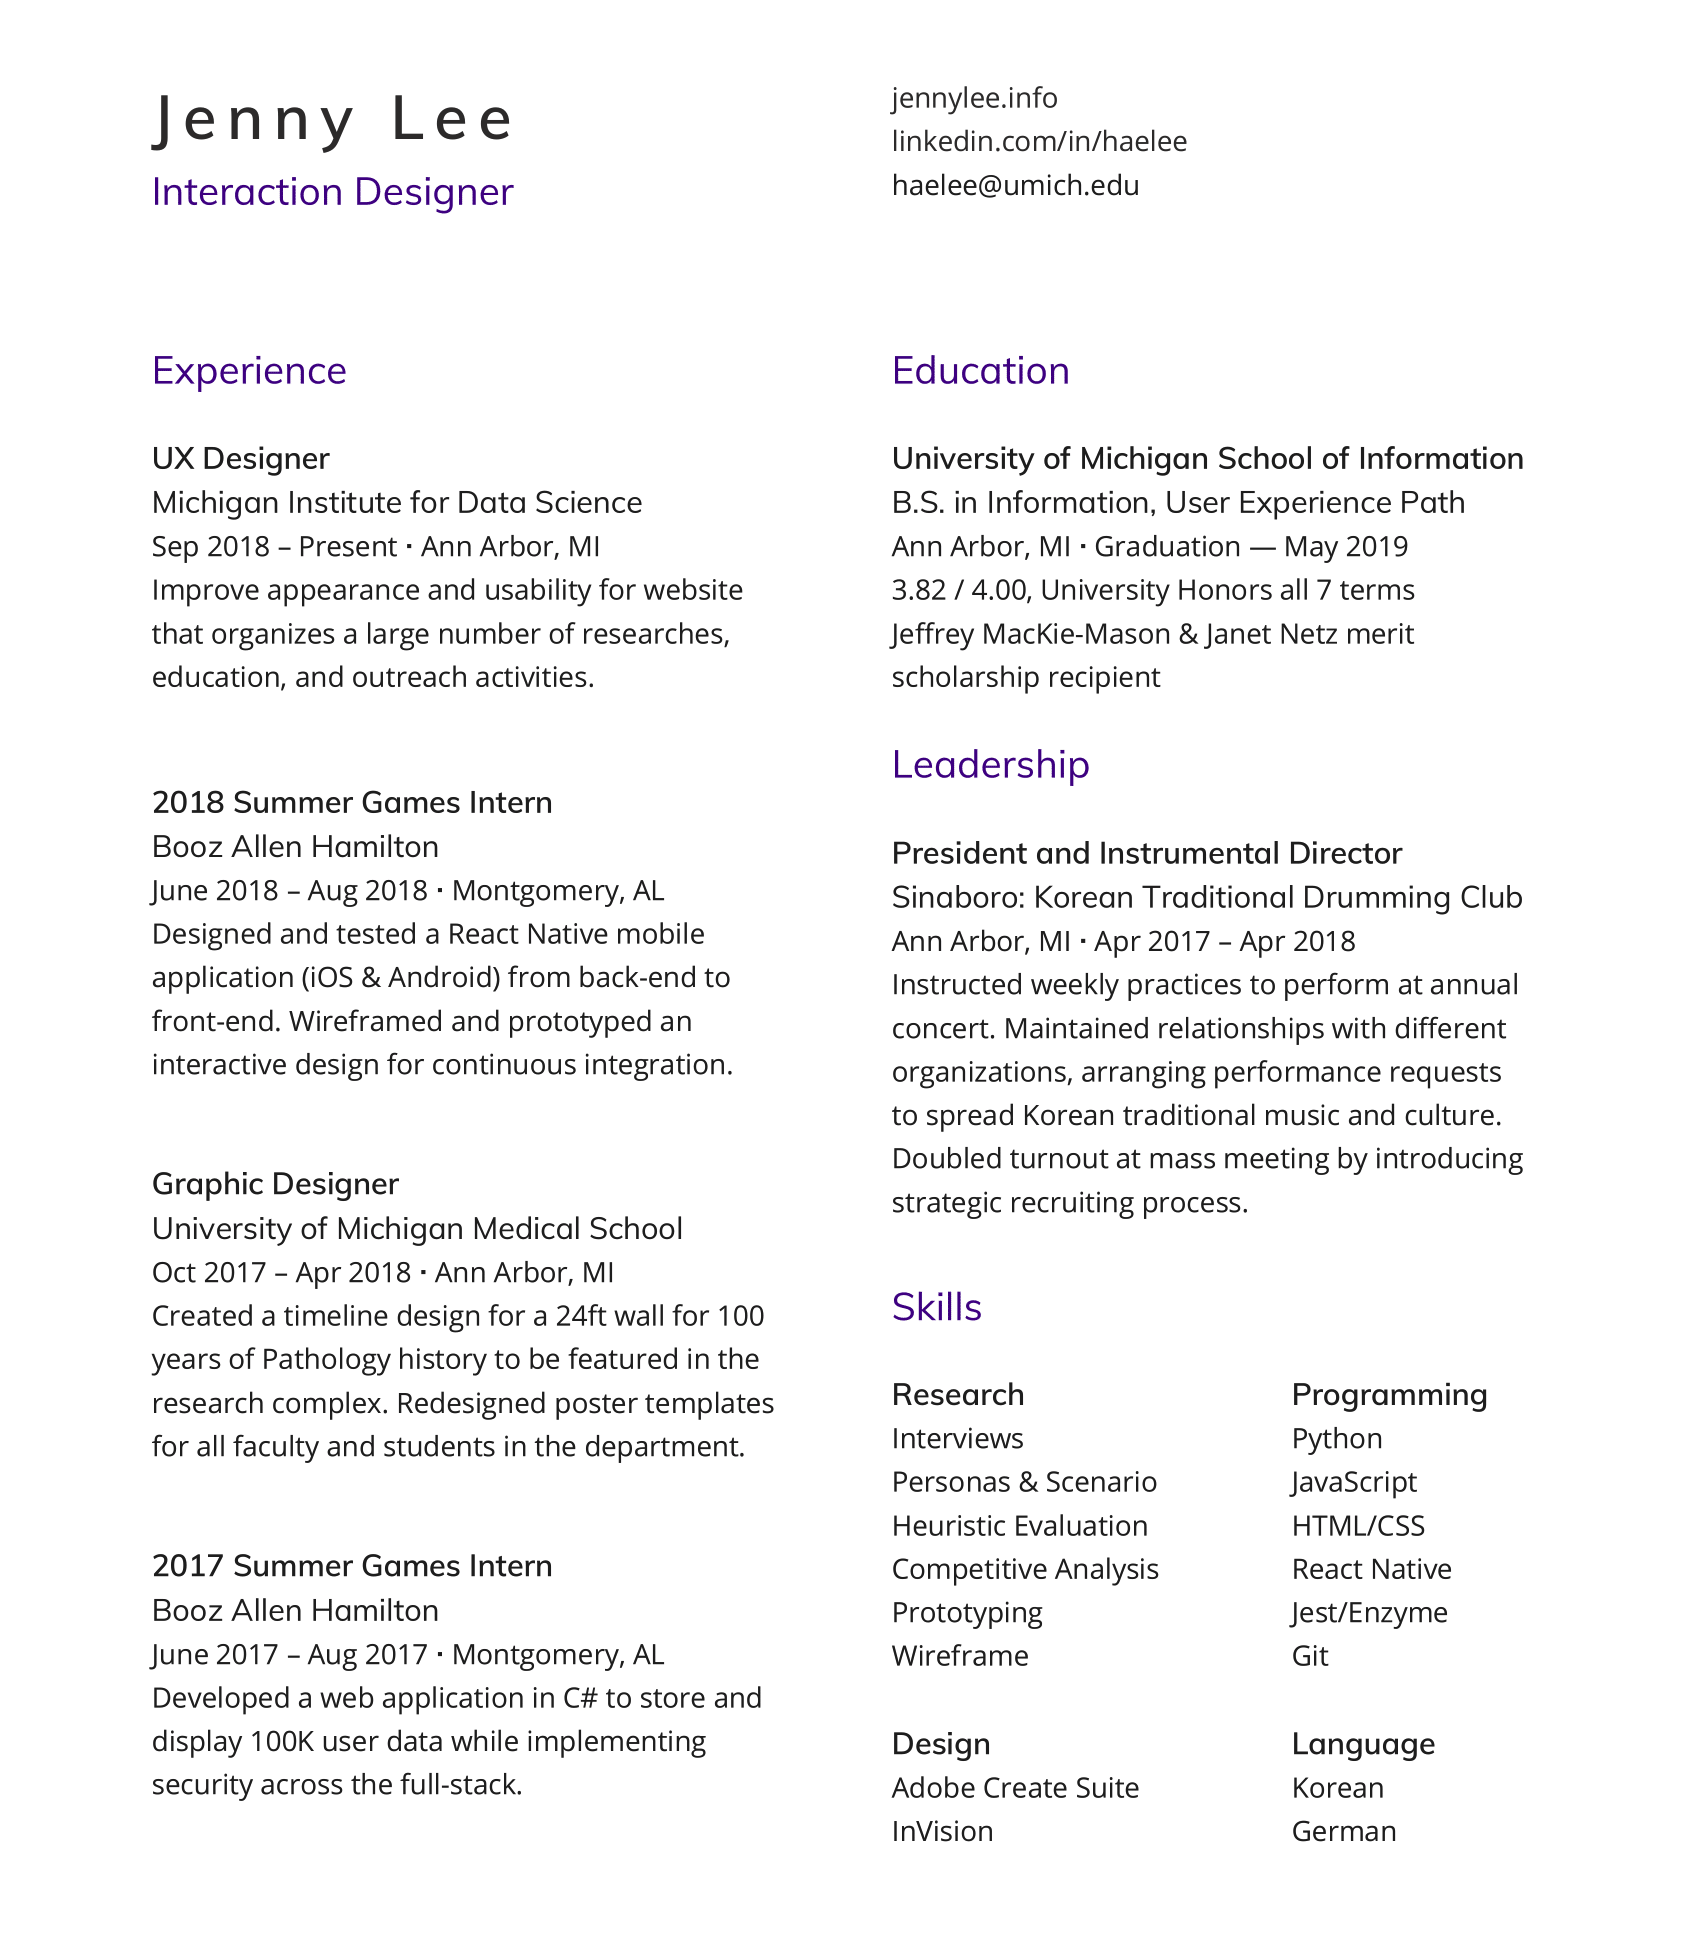 Jenny Lee
Interaction Designer
jennylee.info
linkedin.com/in/haelee
haelee@umich.edu
Experience
UX Designer
Michigan Institute for Data Science
Sep 2018 – Present · Ann Arbor, MI
Improve appearance and usability for website
that organizes a large number of researches,
education, and outreach activities.
2018 Summer Games Intern
Booz Allen Hamilton
June 2018 – Aug 2018 · Montgomery, AL
Designed and tested a React Native mobile
application (iOS & Android) from back-end to
front-end. Wireframed and prototyped an
interactive design for continuous integration.
Graphic Designer
University of Michigan Medical School
Oct 2017 – Apr 2018 · Ann Arbor, MI
Created a timeline design for a 24ft wall for 100
years of Pathology history to be featured in the
research complex. Redesigned poster templates
for all faculty and students in the department.
2017 Summer Games Intern
Booz Allen Hamilton
June 2017 – Aug 2017 · Montgomery, AL
Developed a web application in C# to store and
display 100K user data while implementing
security across the full-stack.
Education
University of Michigan School of Information
B.S. in Information, User Experience Path
Ann Arbor, MI · Graduation — May 2019
3.82 / 4.00, University Honors all 7 terms
Jeffrey MacKie-Mason & Janet Netz merit
scholarship recipient
Leadership
President and Instrumental Director
Sinaboro: Korean Traditional Drumming Club
Ann Arbor, MI · Apr 2017 – Apr 2018
Instructed weekly practices to perform at annual
concert. Maintained relationships with different
organizations, arranging performance requests
to spread Korean traditional music and culture.
Doubled turnout at mass meeting by introducing
strategic recruiting process.
Skills
Research
Interviews
Personas & Scenario
Heuristic Evaluation
Competitive Analysis
Prototyping
Wireframe
Programming
Python
JavaScript
HTML/CSS
React Native
Jest/Enzyme
Git
Design
Adobe Create Suite
InVision
Language
Korean
German